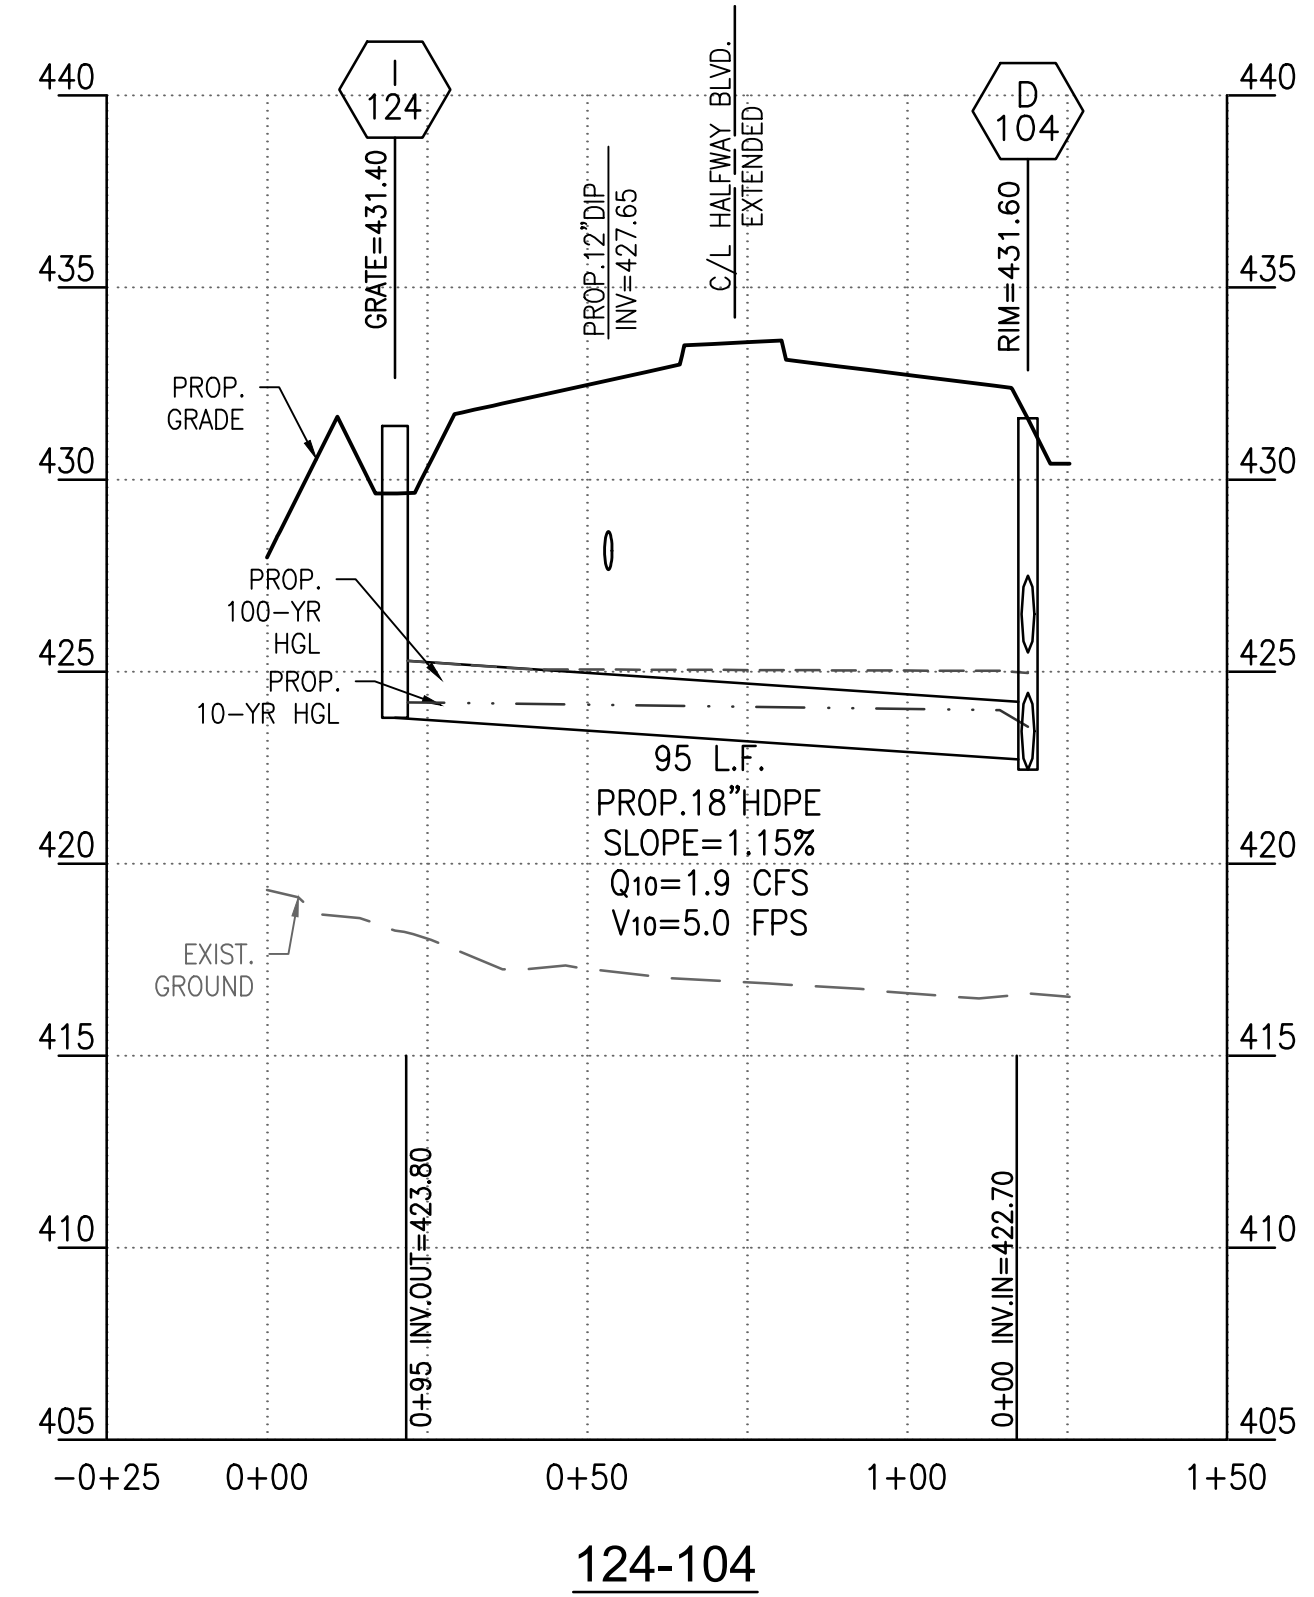 I
124
D
104
440
440
GRATE=431.40
PROP.12"DIP
INV=427.65
C/L HALFWAY BLVD.
EXTENDED
RIM=431.60
435
435
PROP.
GRADE
430
430
PROP.
100-YR
HGL
425
425
PROP.
10-YR HGL
95 L.F.
PROP.18"HDPE
SLOPE=1.15%
Q10=1.9 CFS
V10=5.0 FPS
420
420
EXIST.
GROUND
415
415
0+95 INV.OUT=423.80
0+00 INV.IN=422.70
410
410
405
405
-0+25 0+00 0+50 1+00 1+50
124-104